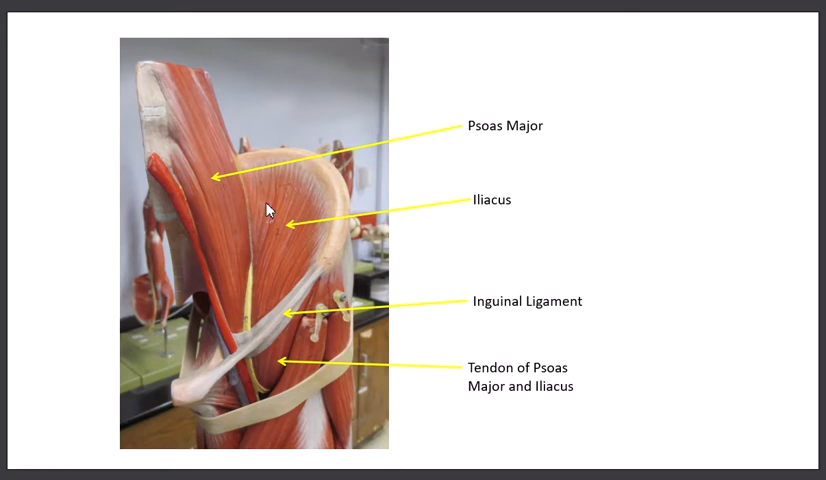 Psoas Major
Iliacus
Inguinal Ligament
Tendon of Psoas
Major and Iliacus